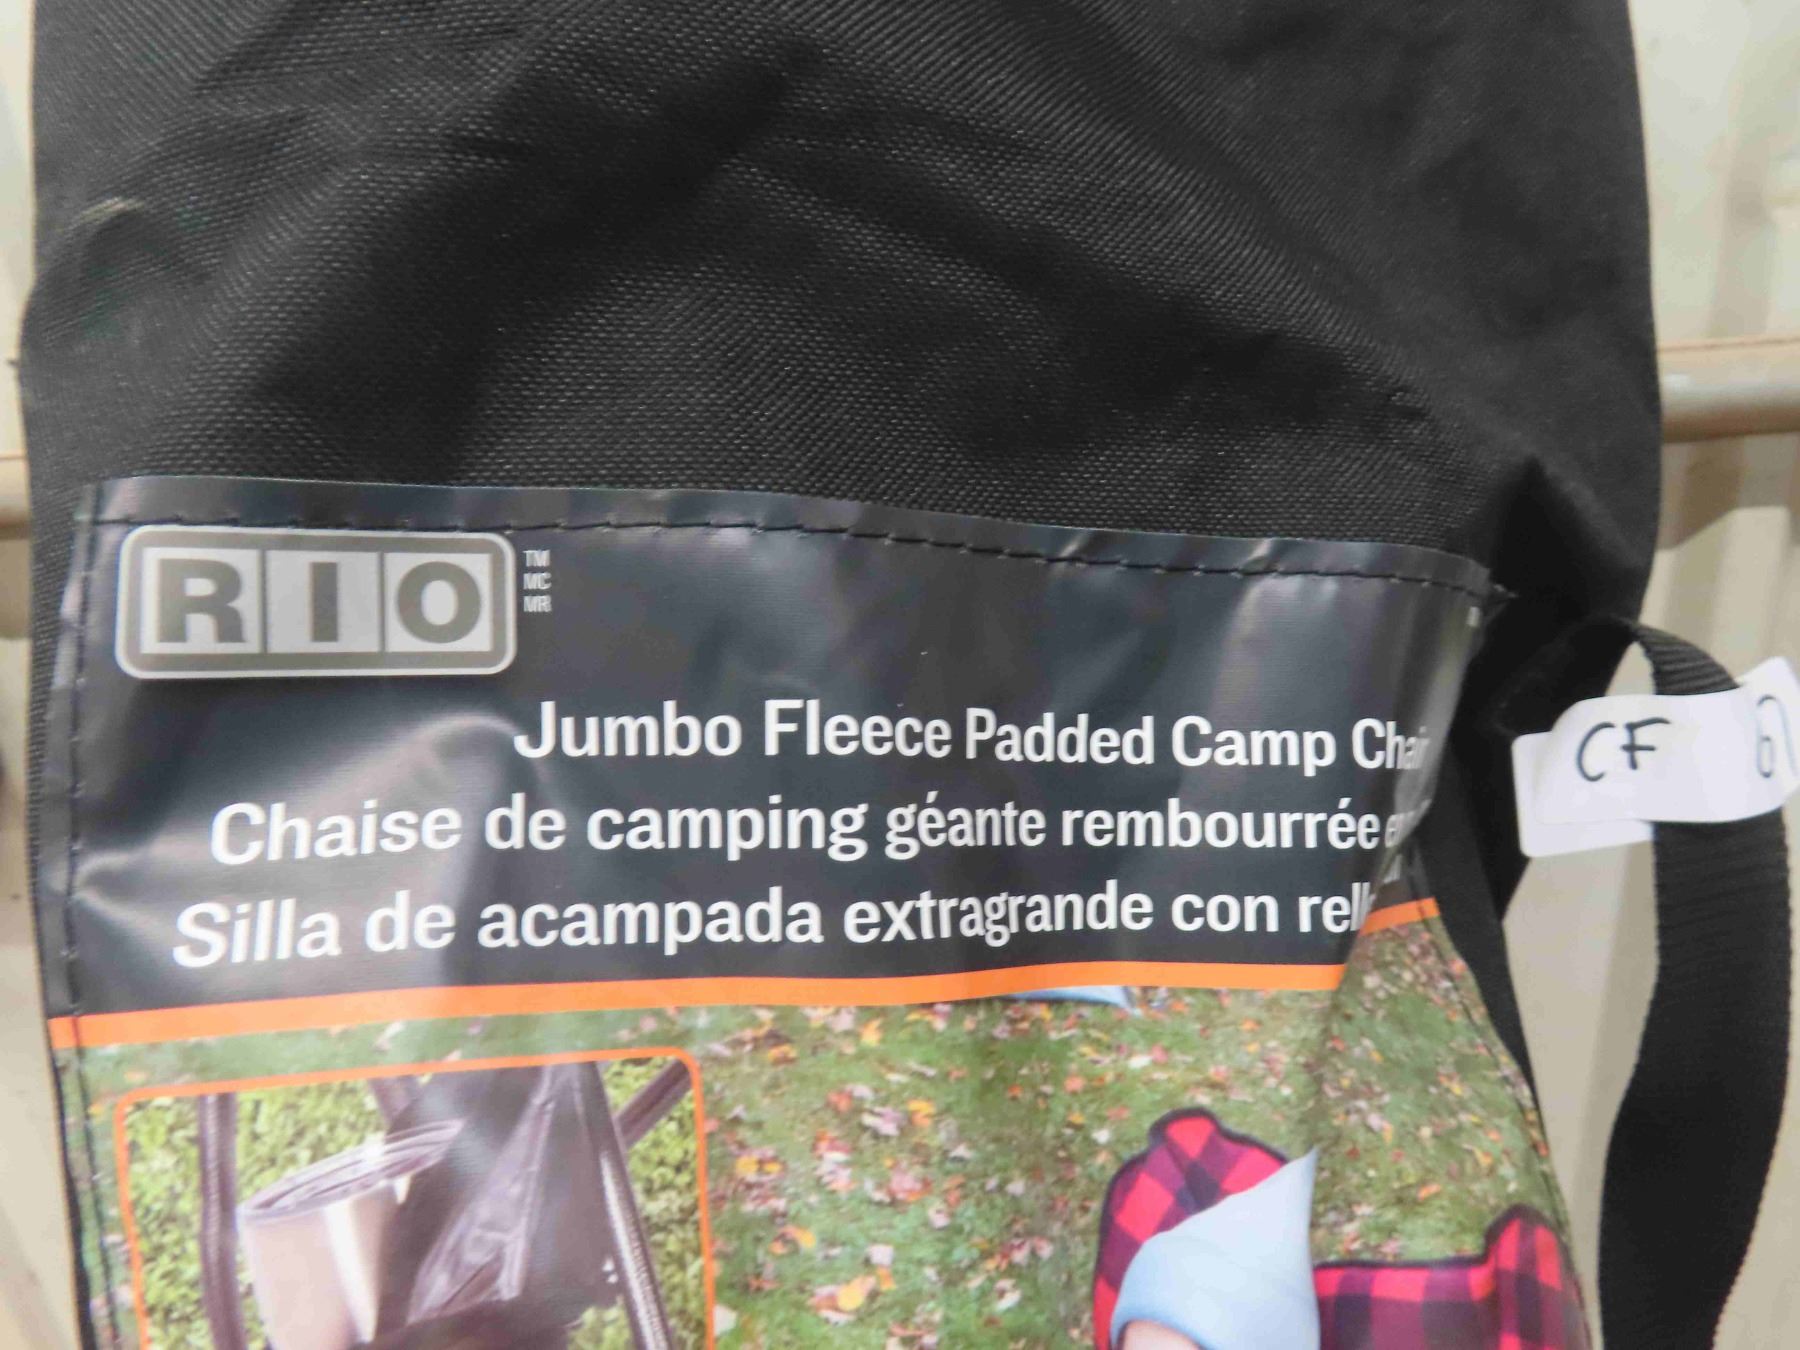 RIO
TM
MC
MR
Jumbo Fleece Padded Camp Chair
Chaise de camping géante rembourrée
Silla de acampada extragrande con
CF